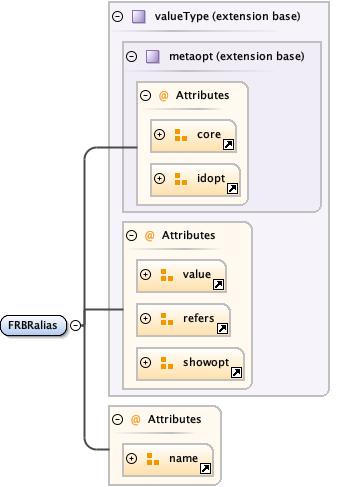 valueType (extension base)
metaopt (extension base)
@ Attributes
core
idopt
@ Attributes
value
refers
showopt
FRBRalias
@ Attributes
name